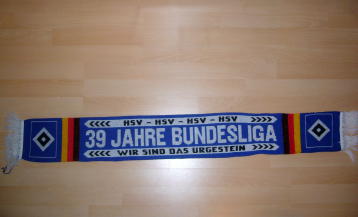 HSV - HSV - HSV - HSV
39 JAHRE BUNDESLIGA
WIR SIND DAS URGESTEIN